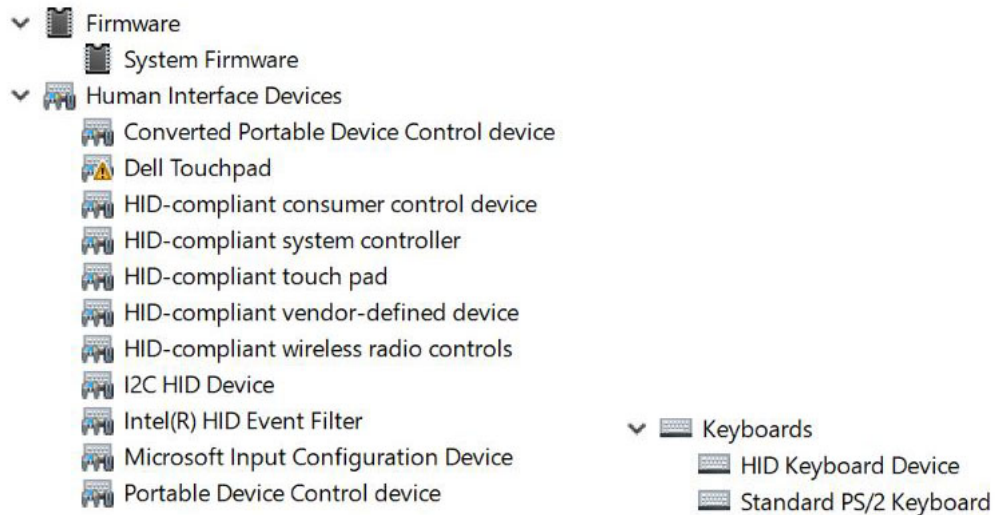 Firmware
System Firmware
Human Interface Devices
Converted Portable Device Control device
Dell Touchpad
HID-compliant consumer control device
HID-compliant system controller
HID-compliant touch pad
HID-compliant vendor-defined device
HID-compliant wireless radio controls
I2C HID Device
Intel(R) HID Event Filter
Microsoft Input Configuration Device
Portable Device Control device
Keyboards
HID Keyboard Device
Standard PS/2 Keyboard